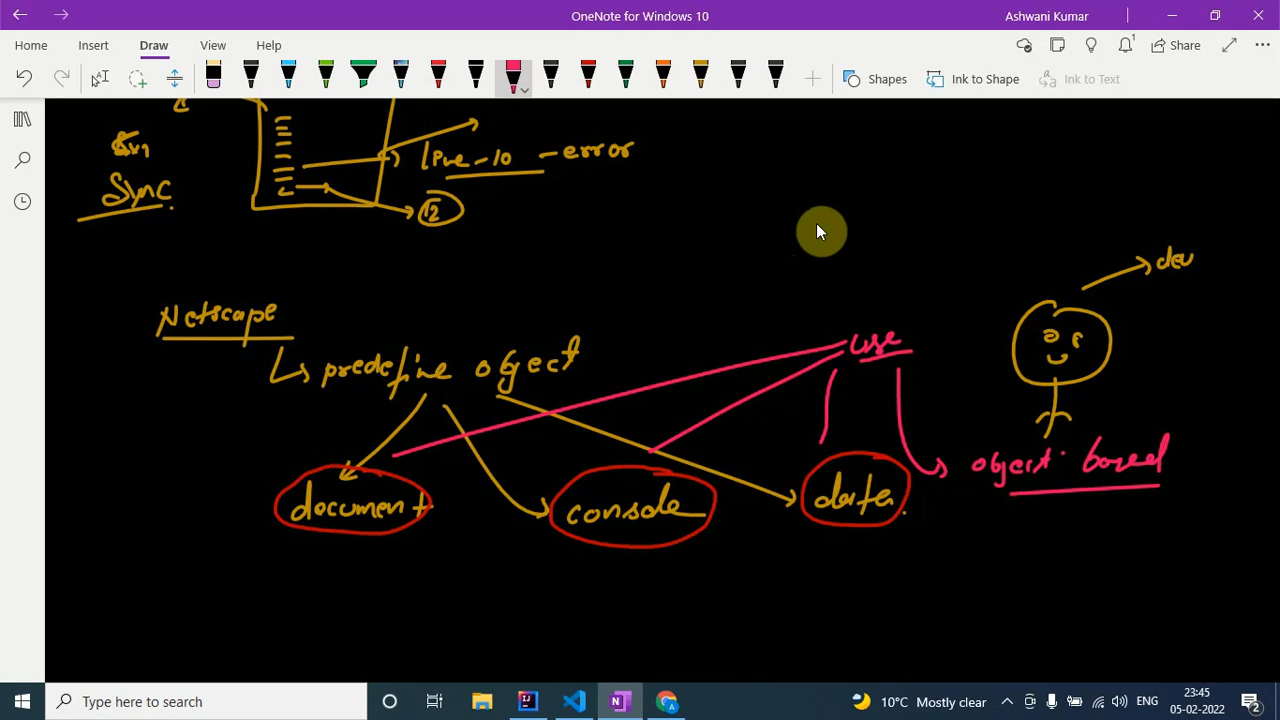 OneNote for Windows 10
Ashwani Kumar
Home Insert Draw View Help
Share
Shapes
Ink to Shape
Ink to Text
Sync
-error
12
dev
Netscape
predefine object
use
object based
document
console
date
Type here to search
10°C Mostly clear
ENG
23:45
05-02-2022
2